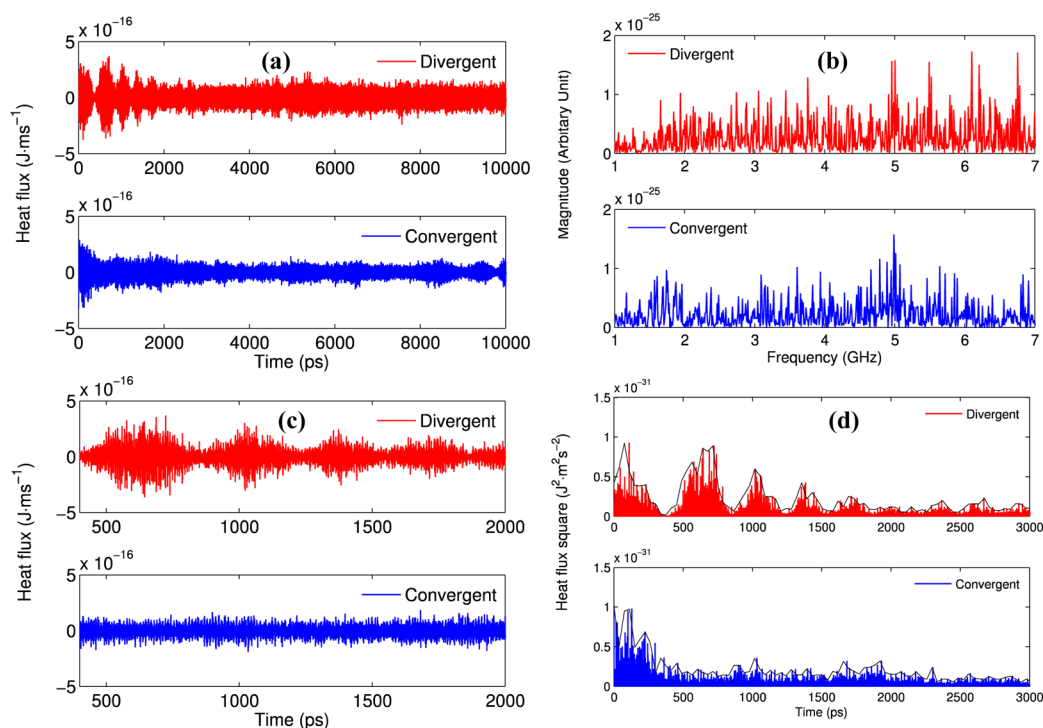 5 x 10⁻¹⁶
(a)
Divergent
0
−5
0 2000 4000 6000 8000 10000
5 x 10⁻¹⁶
Convergent
0
−5
0 2000 4000 6000 8000 10000
Time (ps)
Heat flux (J·ms⁻¹)
2 x 10⁻²⁵
Divergent
(b)
1
0
1 2 3 4 5 6 7
2 x 10⁻²⁵
Convergent
1
0
1 2 3 4 5 6 7
Frequency (GHz)
Magnitude (Arbitary Unit)
5 x 10⁻¹⁶
(c)
Divergent
0
−5
500 1000 1500 2000
Heat flux (J·ms⁻¹)
5 x 10⁻¹⁶
Convergent
0
−5
500 1000 1500 2000
Time (ps)
Heat flux (J·ms⁻¹)
1.5 x 10⁻³¹
(d)
Divergent
1
0.5
0
0 500 1000 1500 2000 2500 3000
1.5 x 10⁻³¹
Convergent
1
0.5
0
0 500 1000 1500 2000 2500 3000
Time (ps)
Heat flux square (J²·m²s⁻²)